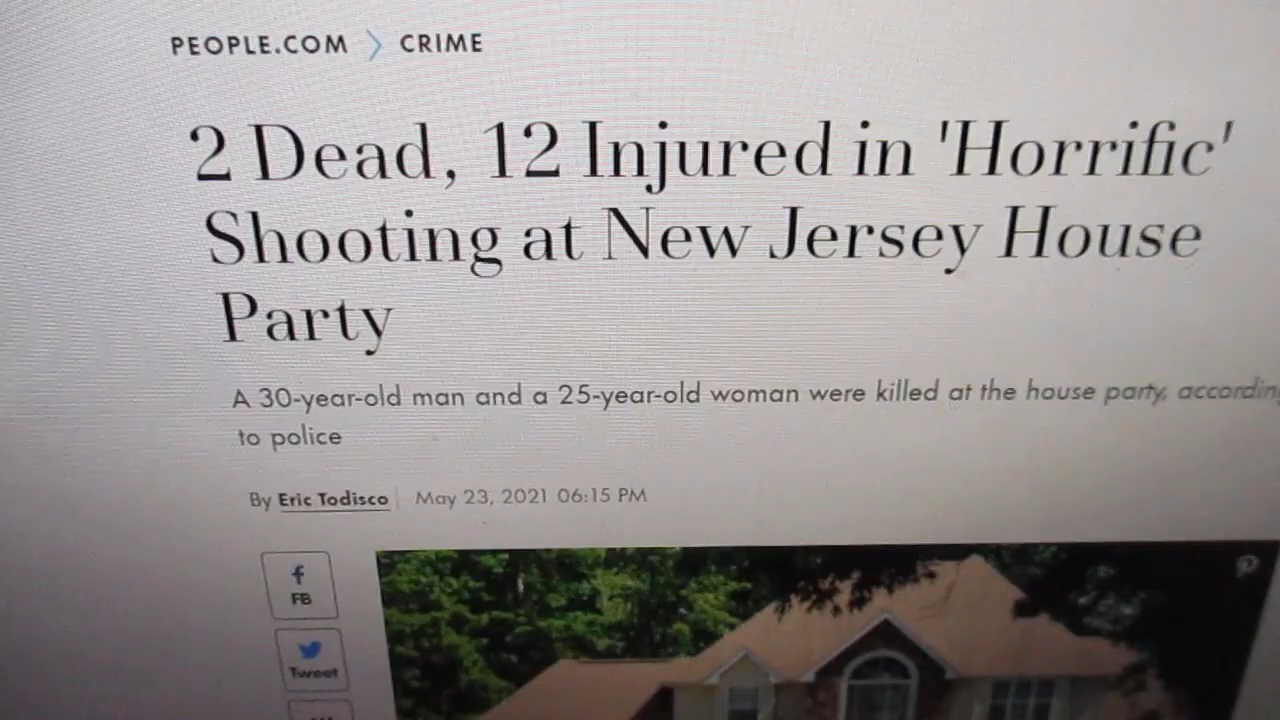 PEOPLE.COM > CRIME
2 Dead, 12 Injured in 'Horrific'
Shooting at New Jersey House
Party
A 30-year-old man and a 25-year-old woman were killed at the house party, accordin
to police
By Eric Todisco | May 23, 2021 06:15 PM
FB
Tweet